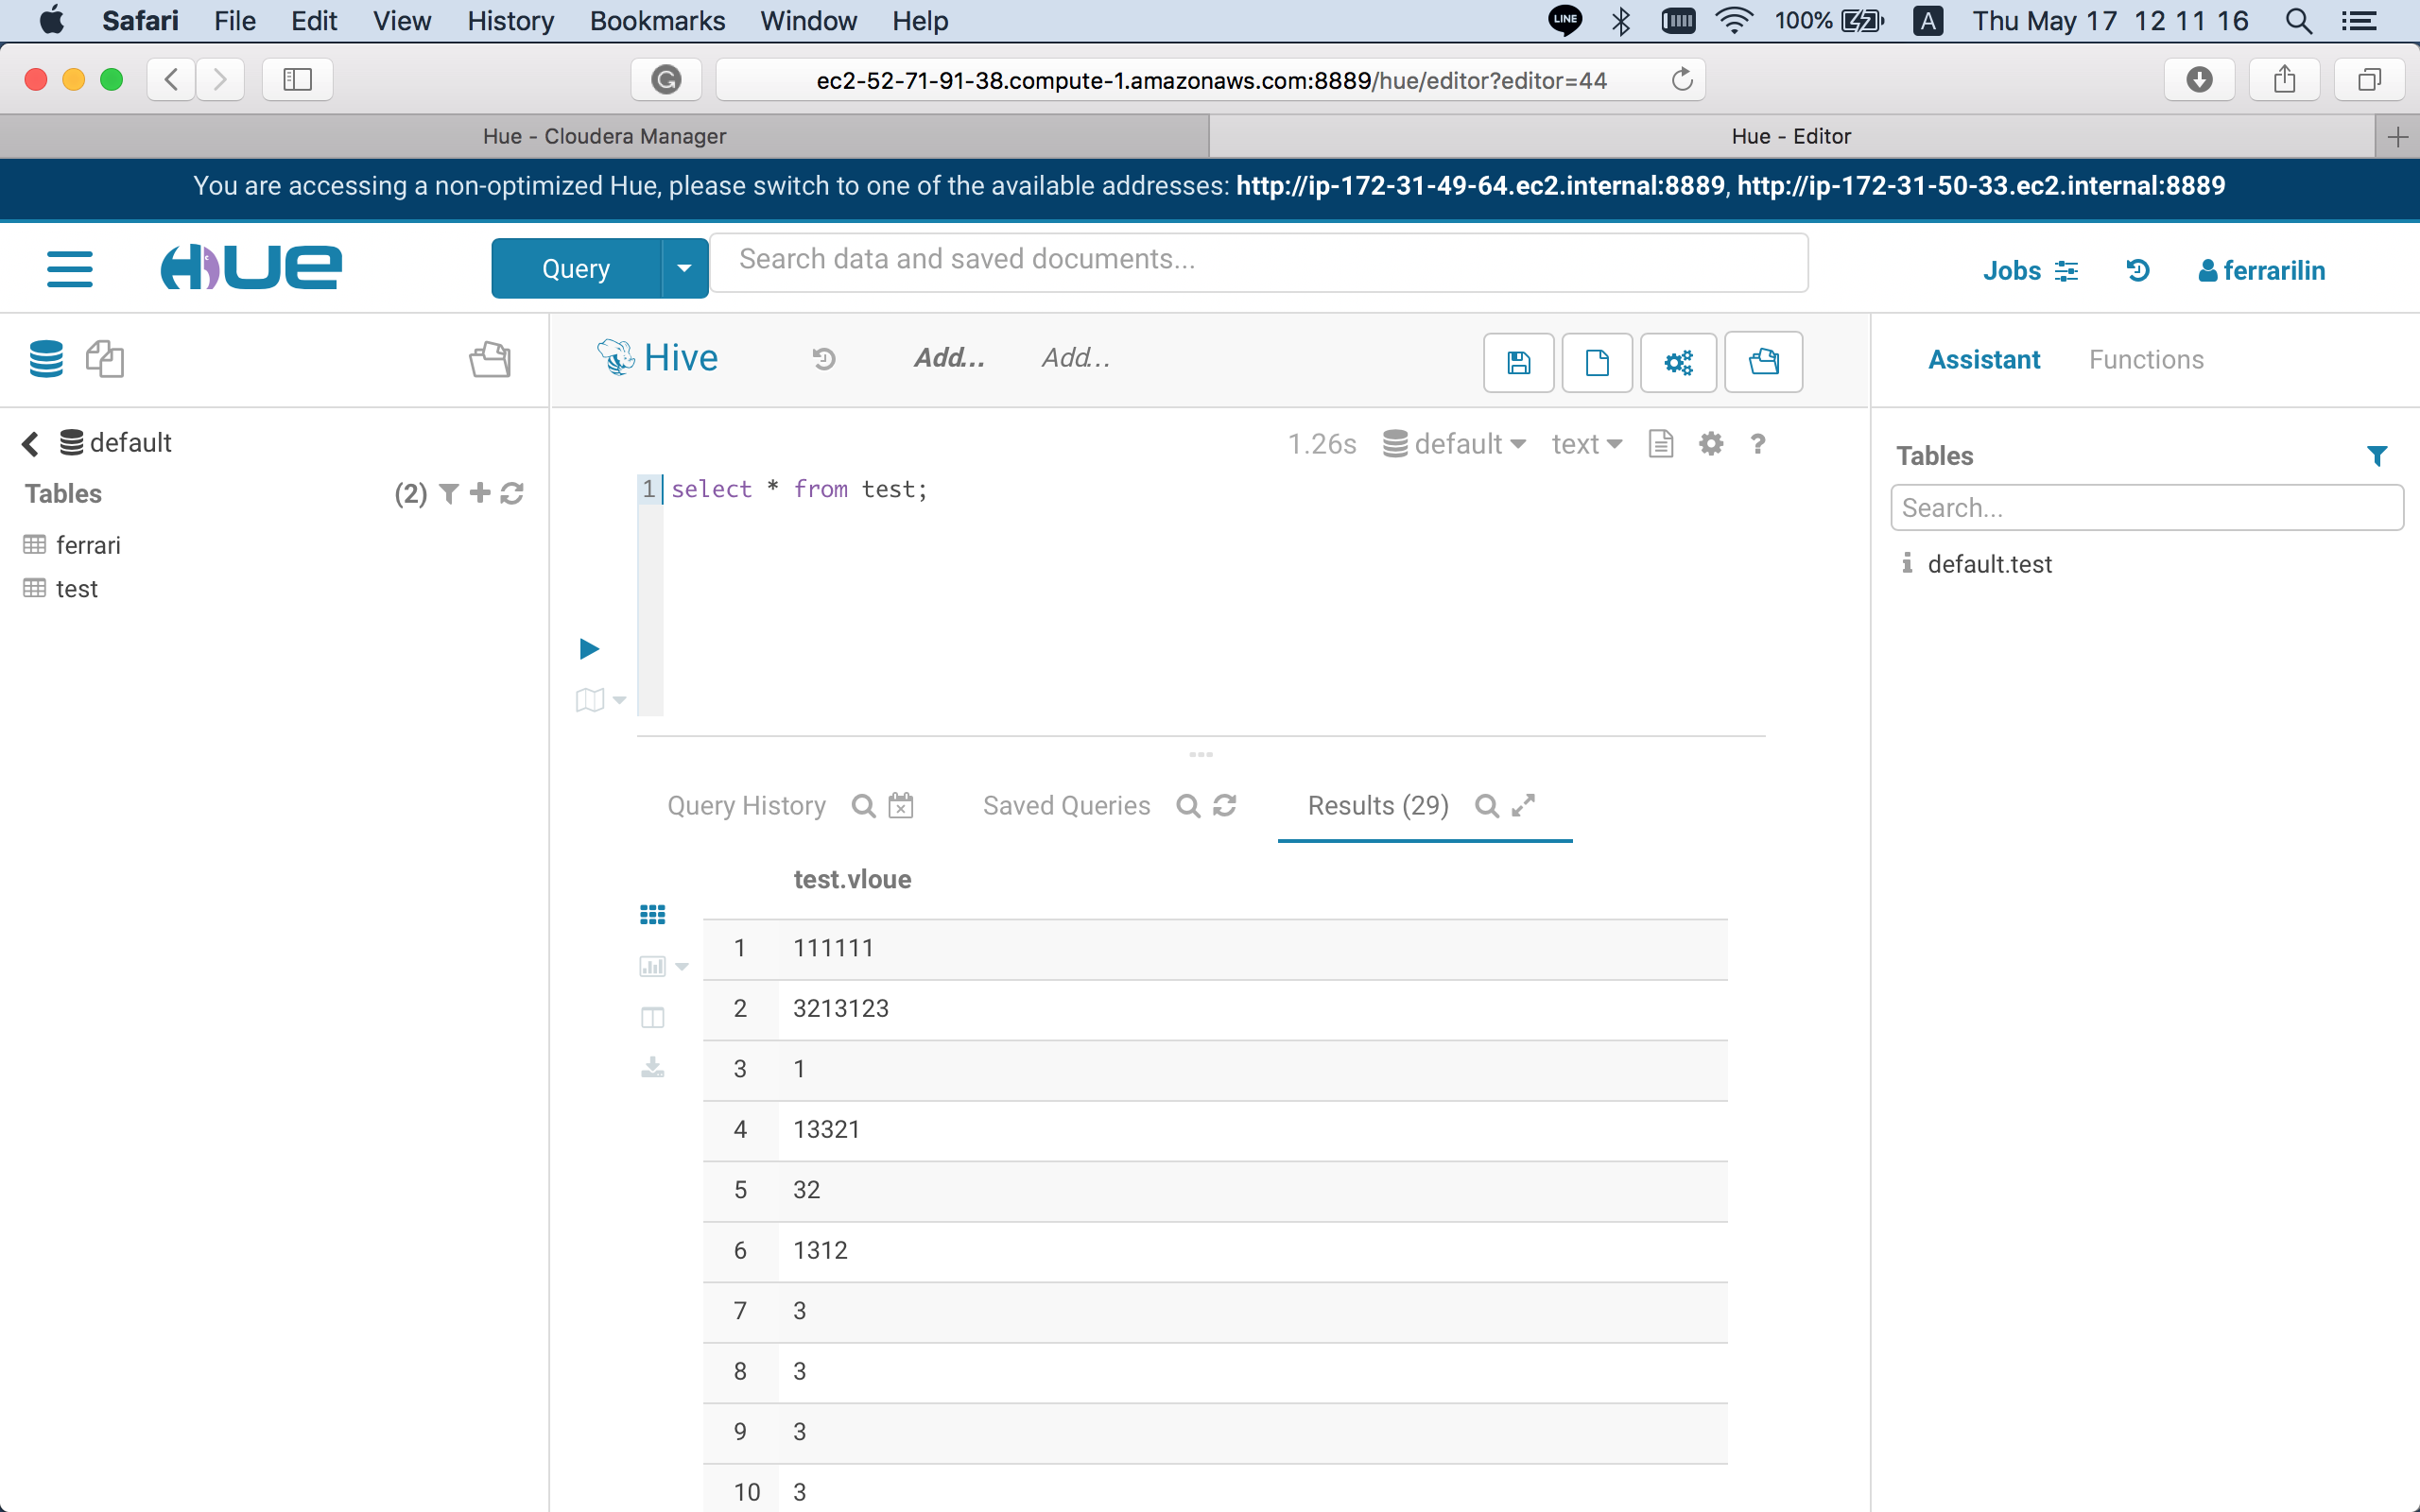 Safari File Edit View History Bookmarks Window Help LINE 100% A Thu May 17 12 11 16
ec2-52-71-91-38.compute-1.amazonaws.com:8889/hue/editor?editor=44
Hue - Cloudera Manager Hue - Editor
You are accessing a non-optimized Hue, please switch to one of the available addresses: http://ip-172-31-49-64.ec2.internal:8889, http://ip-172-31-50-33.ec2.internal:8889
HUE Query Search data and saved documents... Jobs ferrarilin
Hive Add... Add... Assistant Functions
default
1.26s default text ?
Tables (2)
ferrari
test
1 select * from test;
Tables
Search...
default.test
Query History Saved Queries Results (29)
test.vloue
1 111111
2 3213123
3 1
4 13321
5 32
6 1312
7 3
8 3
9 3
10 3